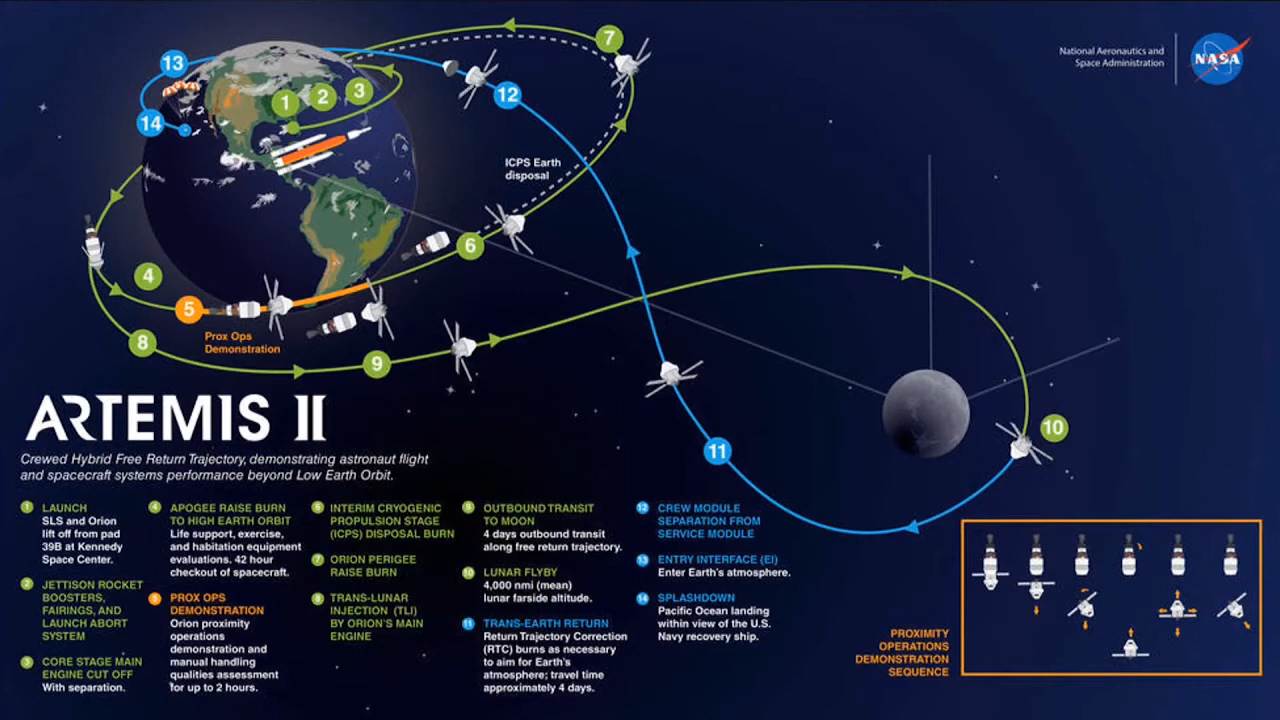 National Aeronautics and
Space Administration
NASA
13
14
1
2
3
7
12
ICPS Earth
disposal
6
4
5
Prox Ops
Demonstration
8
9
10
11
ARTEMIS II
Crewed Hybrid Free Return Trajectory, demonstrating astronaut flight
and spacecraft systems performance beyond Low Earth Orbit.
1 LAUNCH
SLS and Orion
lift off from pad
39B at Kennedy
Space Center.
2 JETTISON ROCKET
BOOSTERS,
FAIRINGS, AND
LAUNCH ABORT
SYSTEM
3 CORE STAGE MAIN
ENGINE CUT OFF
With separation.
4 APOGEE RAISE BURN
TO HIGH EARTH ORBIT
Life support, exercise,
and habitation equipment
evaluations. 42 hour
checkout of spacecraft.
5 PROX OPS
DEMONSTRATION
Orion proximity
operations
demonstration and
manual handling
qualities assessment
for up to 2 hours.
6 INTERIM CRYOGENIC
PROPULSION STAGE
(ICPS) DISPOSAL BURN
7 ORION PERIGEE
RAISE BURN
8 TRANS-LUNAR
INJECTION (TLI)
BY ORION'S MAIN
ENGINE
9 OUTBOUND TRANSIT
TO MOON
4 days outbound transit
along free return trajectory.
10 LUNAR FLYBY
4,000 nmi (mean)
lunar farside altitude.
11 TRANS-EARTH RETURN
Return Trajectory Correction
(RTC) burns as necessary
to aim for Earth's
atmosphere; travel time
approximately 4 days.
12 CREW MODULE
SEPARATION FROM
SERVICE MODULE
13 ENTRY INTERFACE (EI)
Enter Earth's atmosphere.
14 SPLASHDOWN
Pacific Ocean landing
within view of the U.S.
Navy recovery ship.
PROXIMITY
OPERATIONS
DEMONSTRATION
SEQUENCE